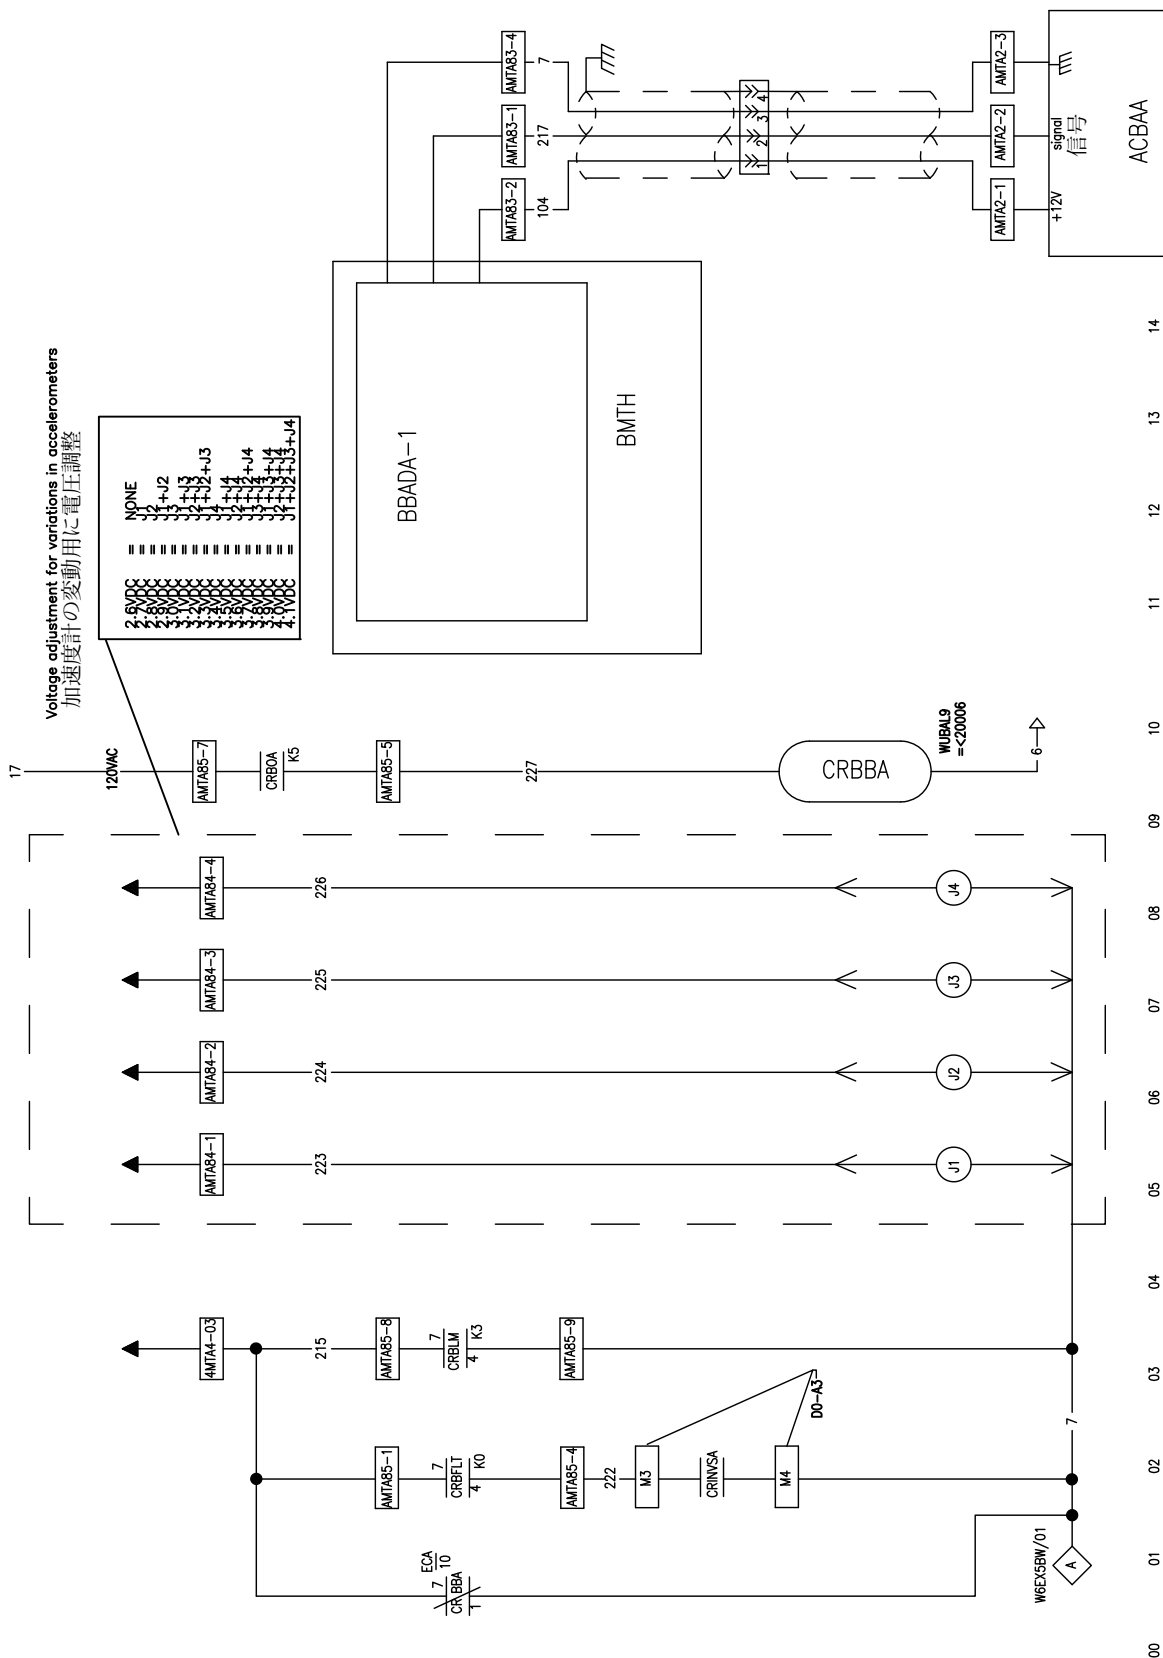 Voltage adjustment for variations in accelerometers
加速度計の変動用に電圧調整
2.6VDC = NONE
2.7VDC = J1
2.8VDC = J2
2.9VDC = J1+J2
3.0VDC = J3
3.1VDC = J1+J3
3.2VDC = J2+J3
3.3VDC = J1+J2+J3
3.4VDC = J4
3.5VDC = J1+J4
3.6VDC = J2+J4
3.7VDC = J1+J2+J4
3.8VDC = J3+J4
3.9VDC = J1+J3+J4
4.0VDC = J2+J3+J4
4.1VDC = J1+J2+J3+J4
ECA
10
7
CRBBA
1
AMTA85-1
7
CRBFLT
4
K0
AMTA85-4
222
M3
CRINVSA
M4
DO-A3
4MTA4-03
215
AMTA85-8
7
CRBLM
4
K3
AMTA85-9
W6EX5BW/01
A
7
AMTA84-1
223
J1
AMTA84-2
224
J2
AMTA84-3
225
J3
AMTA84-4
226
J4
17
120VAC
AMTA85-7
CRBOA
K5
AMTA85-5
227
CRBBA
WUBAL9
=<20006
6
BBADA-1
BMTH
AMTA83-2
104
AMTA83-1
217
AMTA83-4
7
1
2
3
4
AMTA2-1
AMTA2-2
AMTA2-3
+12V
signal
信号
ACBAA
00
01
02
03
04
05
06
07
08
09
10
11
12
13
14